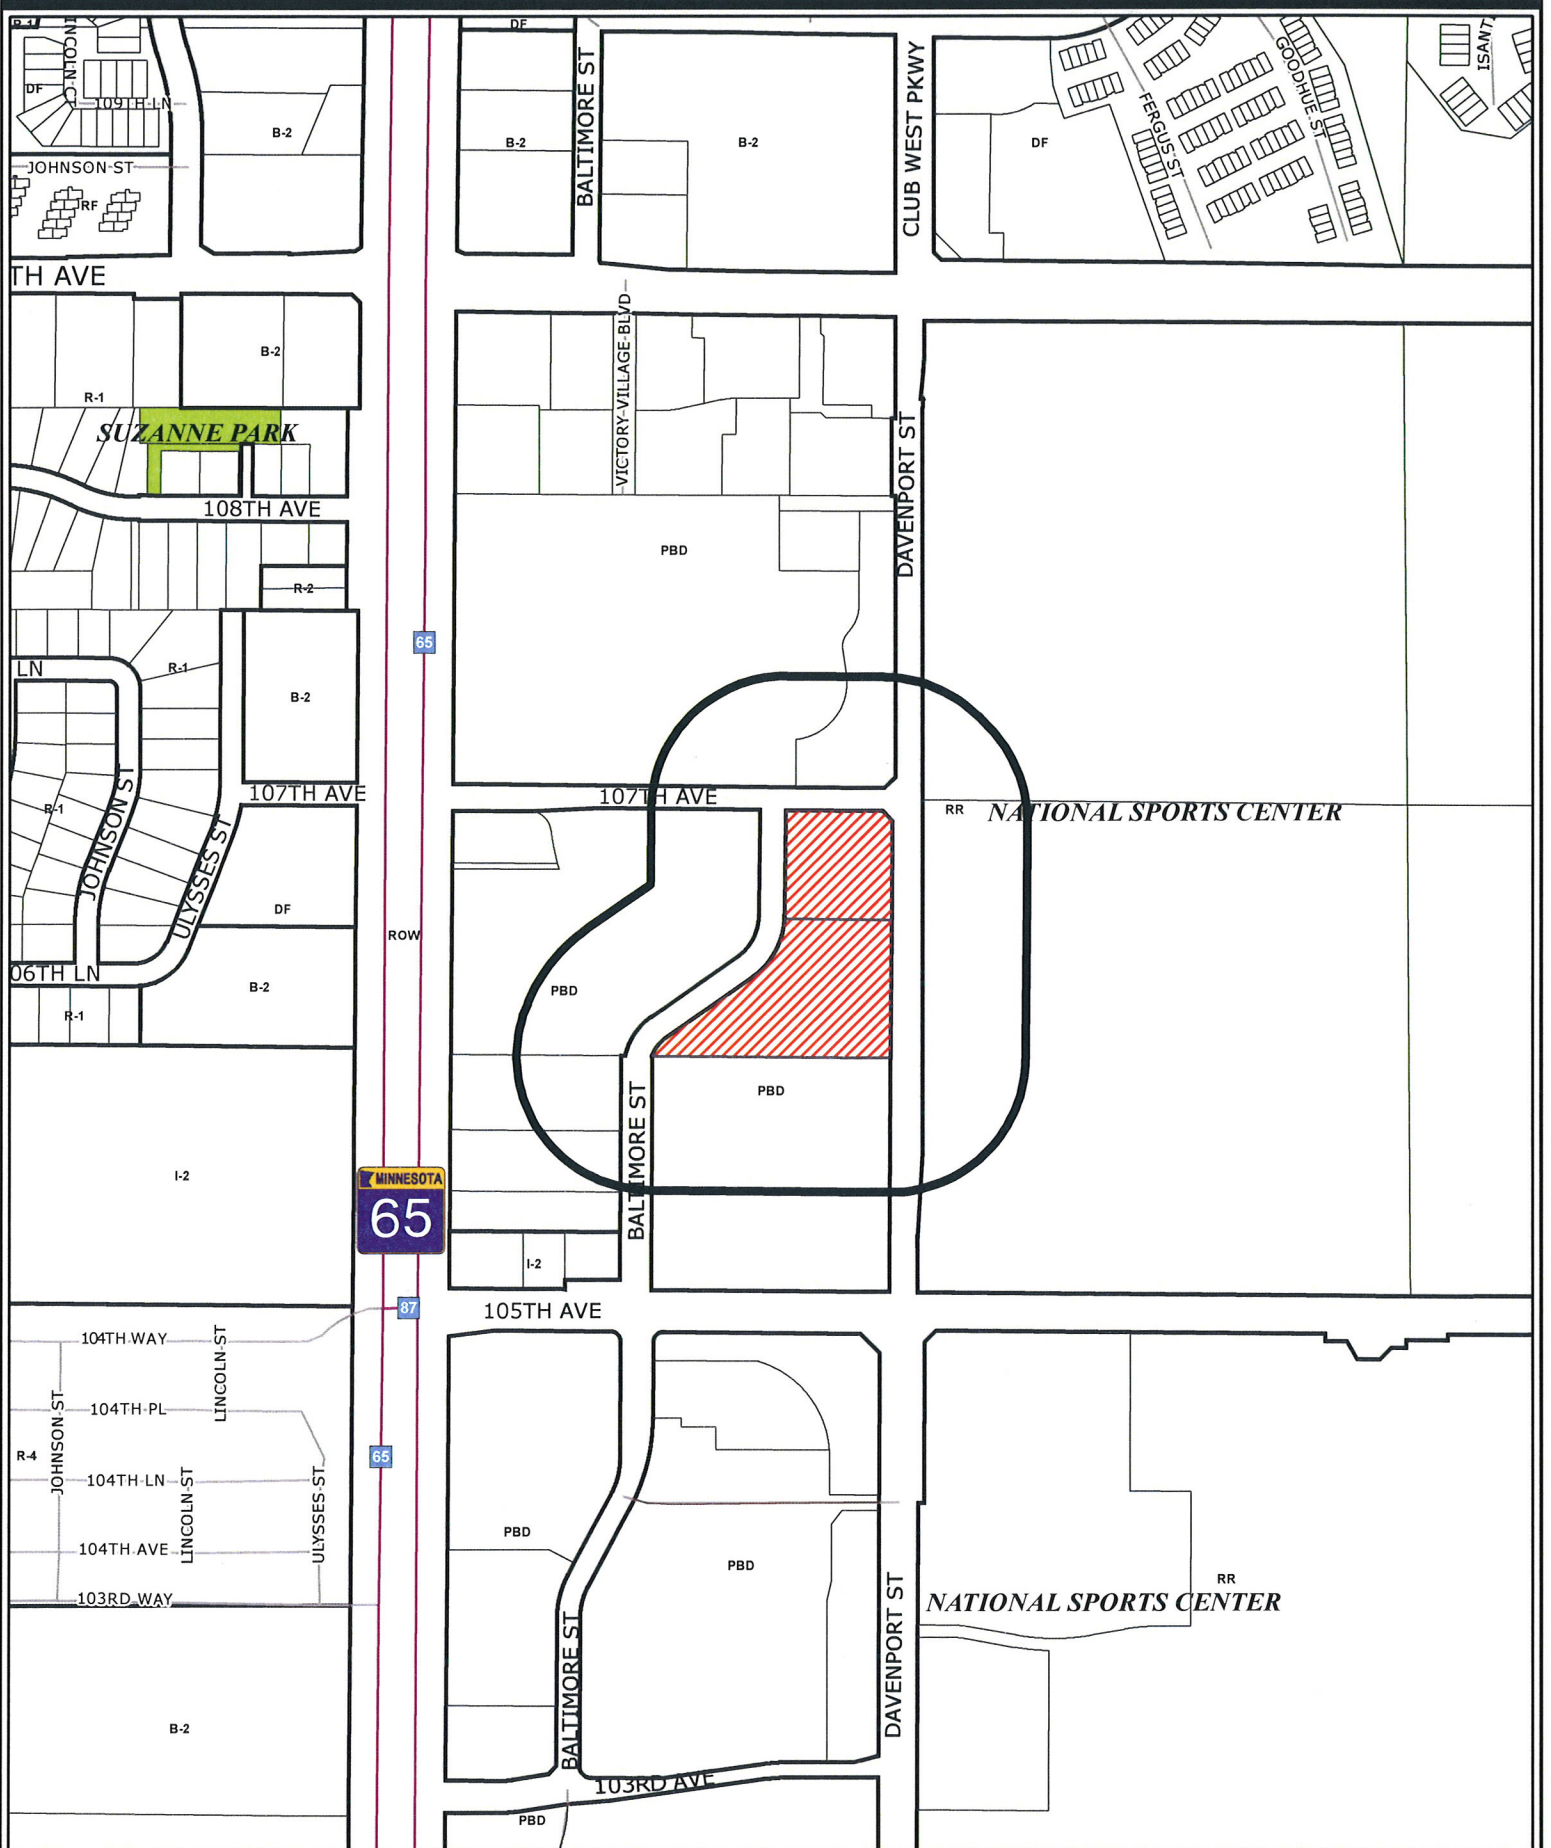 R-1
DF
LINCOLN CT
109TH LN
DF
B-2
B-2
BALTIMORE ST
B-2
CLUB WEST PKWY
DF
FERGUS ST
GOODHUE ST
JOHNSON ST
RF
TH AVE
B-2
R-1
SUZANNE PARK
VICTORY VILLAGE BLVD
DAVENPORT ST
108TH AVE
PBD
R-2
65
LN
R-1
B-2
107TH AVE
107TH AVE
R-1
JOHNSON ST
ULYSSES ST
RR
NATIONAL SPORTS CENTER
DF
ROW
06TH LN
B-2
PBD
R-1
PBD
BALTIMORE ST
I-2
MINNESOTA
65
I-2
87
105TH AVE
104TH WAY
LINCOLN ST
104TH PL
JOHNSON ST
R-4
65
104TH LN
LINCOLN ST
ULYSSES ST
PBD
104TH AVE
PBD
RR
103RD WAY
NATIONAL SPORTS CENTER
DAVENPORT ST
BALTIMORE ST
B-2
103RD AVE
PBD